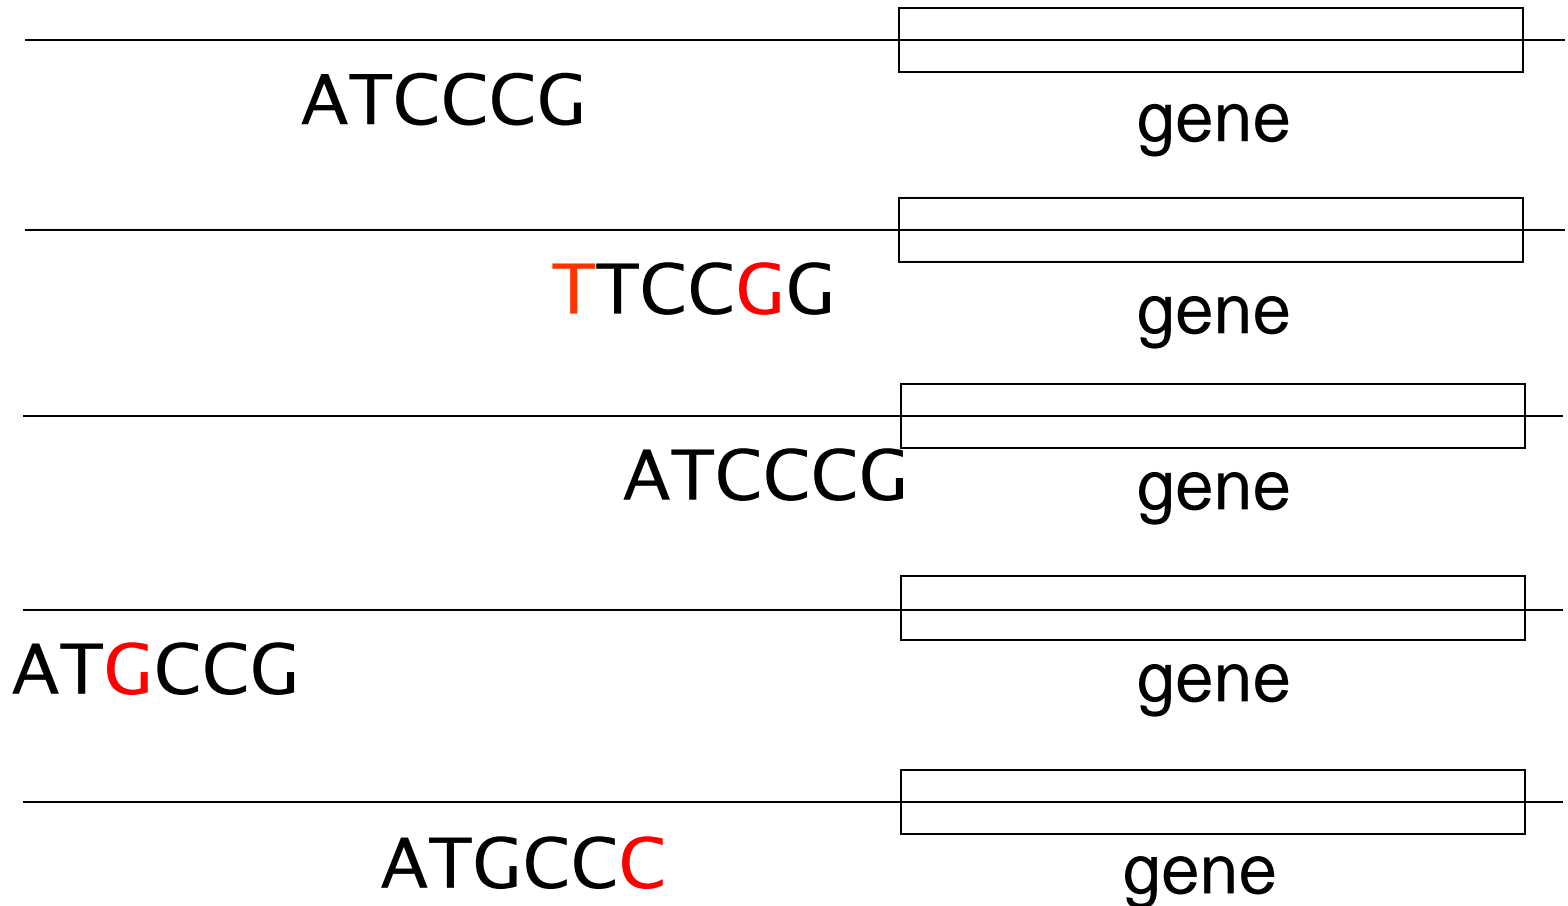 ATCCCG
gene
TTCCGG
gene
ATCCCG
gene
ATGCCG
gene
ATGCCC
gene